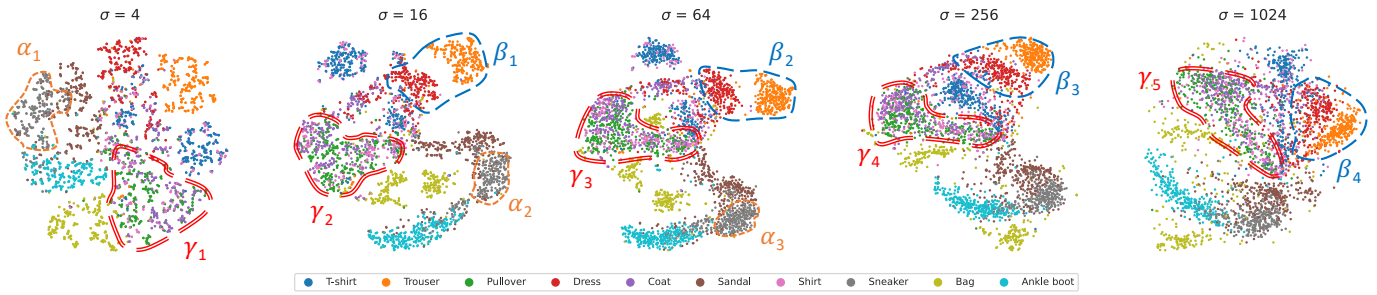 σ = 4
σ = 16
σ = 64
σ = 256
σ = 1024
α₁
β₁
β₂
β₃
γ₅
γ₁
γ₂
α₂
γ₃
α₃
γ₄
β₄
T-shirt Trouser Pullover Dress Coat Sandal Shirt Sneaker Bag Ankle boot